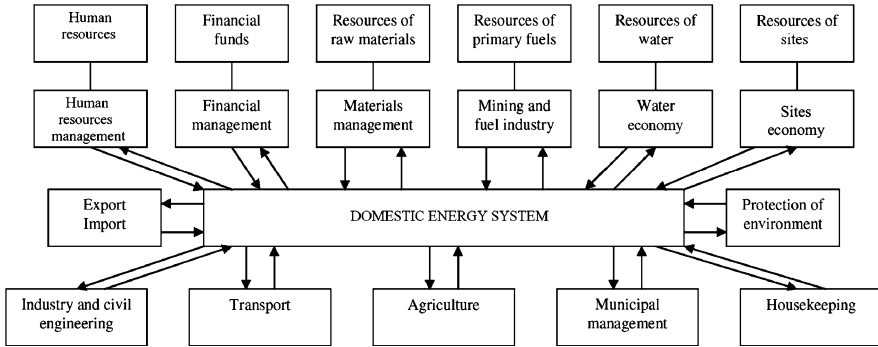 Human
resources
Financial
funds
Resources of
raw materials
Resources of
primary fuels
Resources of
water
Resources of
sites
Human
resources
management
Financial
management
Materials
management
Mining and
fuel industry
Water
economy
Sites
economy
Export
Import
DOMESTIC ENERGY SYSTEM
Protection of
environment
Industry and civil
engineering
Transport
Agriculture
Municipal
management
Housekeeping